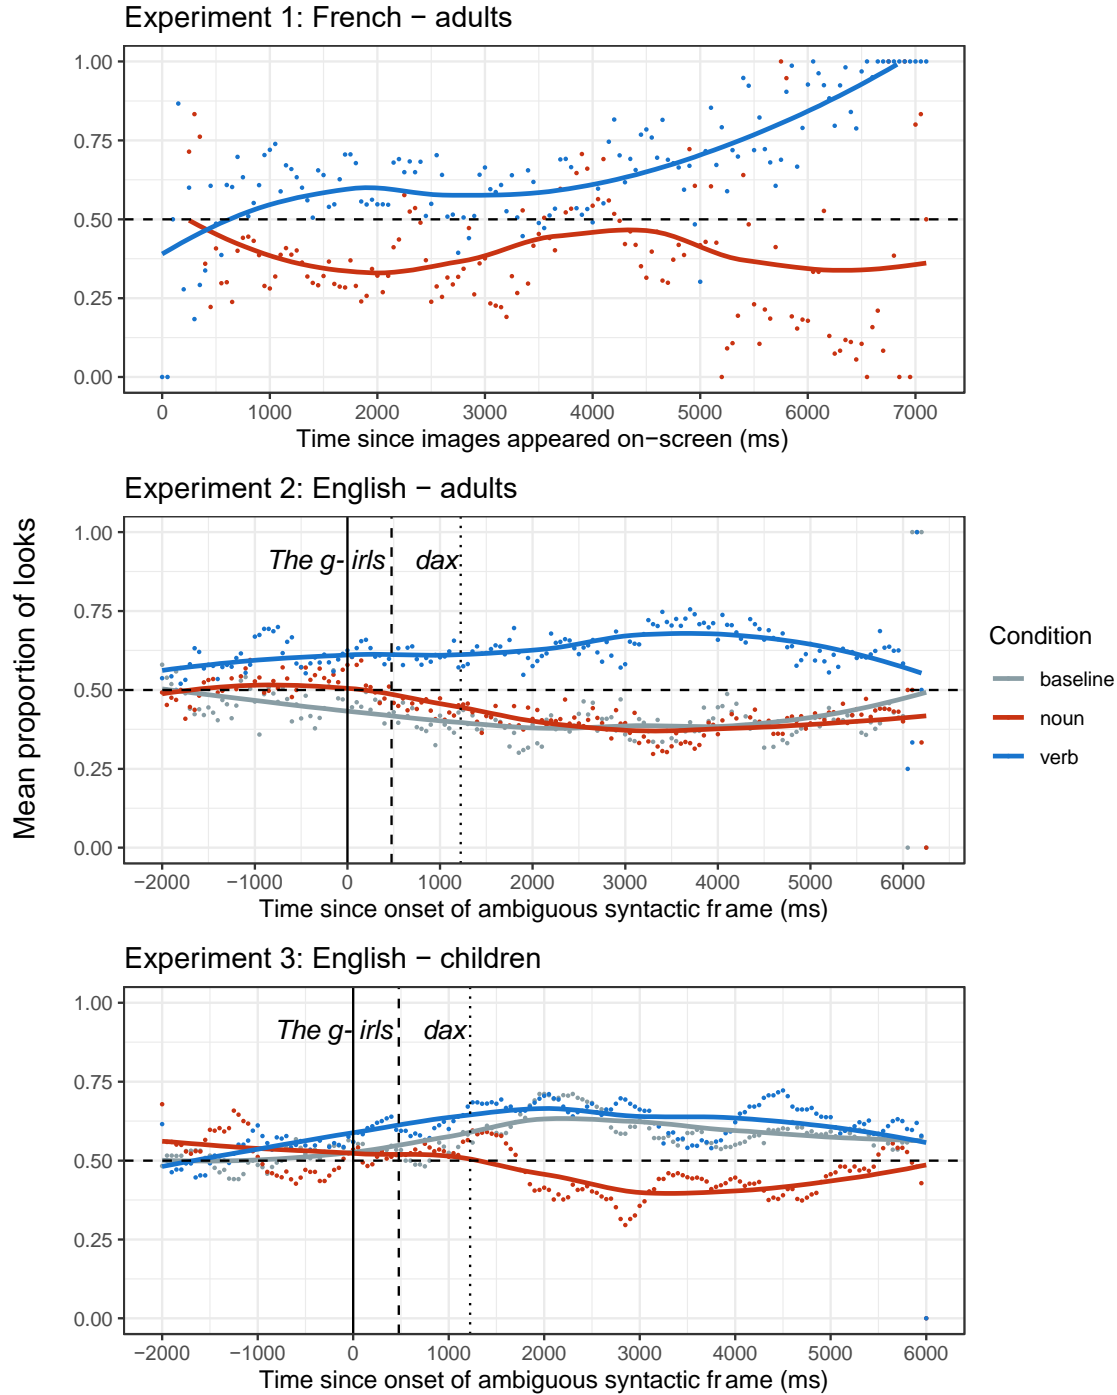 Experiment 1: French − adults
1.00
0.75
0.50
0.25
0.00
0 1000 2000 3000 4000 5000 6000 7000
Time since images appeared on−screen (ms)
Mean proportion of looks
Experiment 2: English − adults
1.00
0.75
0.50
0.25
0.00
The g- irls dax
−2000 −1000 0 1000 2000 3000 4000 5000 6000
Time since onset of ambiguous syntactic frame (ms)
Condition
baseline
noun
verb
Experiment 3: English − children
1.00
0.75
0.50
0.25
0.00
The g- irls dax
−2000 −1000 0 1000 2000 3000 4000 5000 6000
Time since onset of ambiguous syntactic frame (ms)